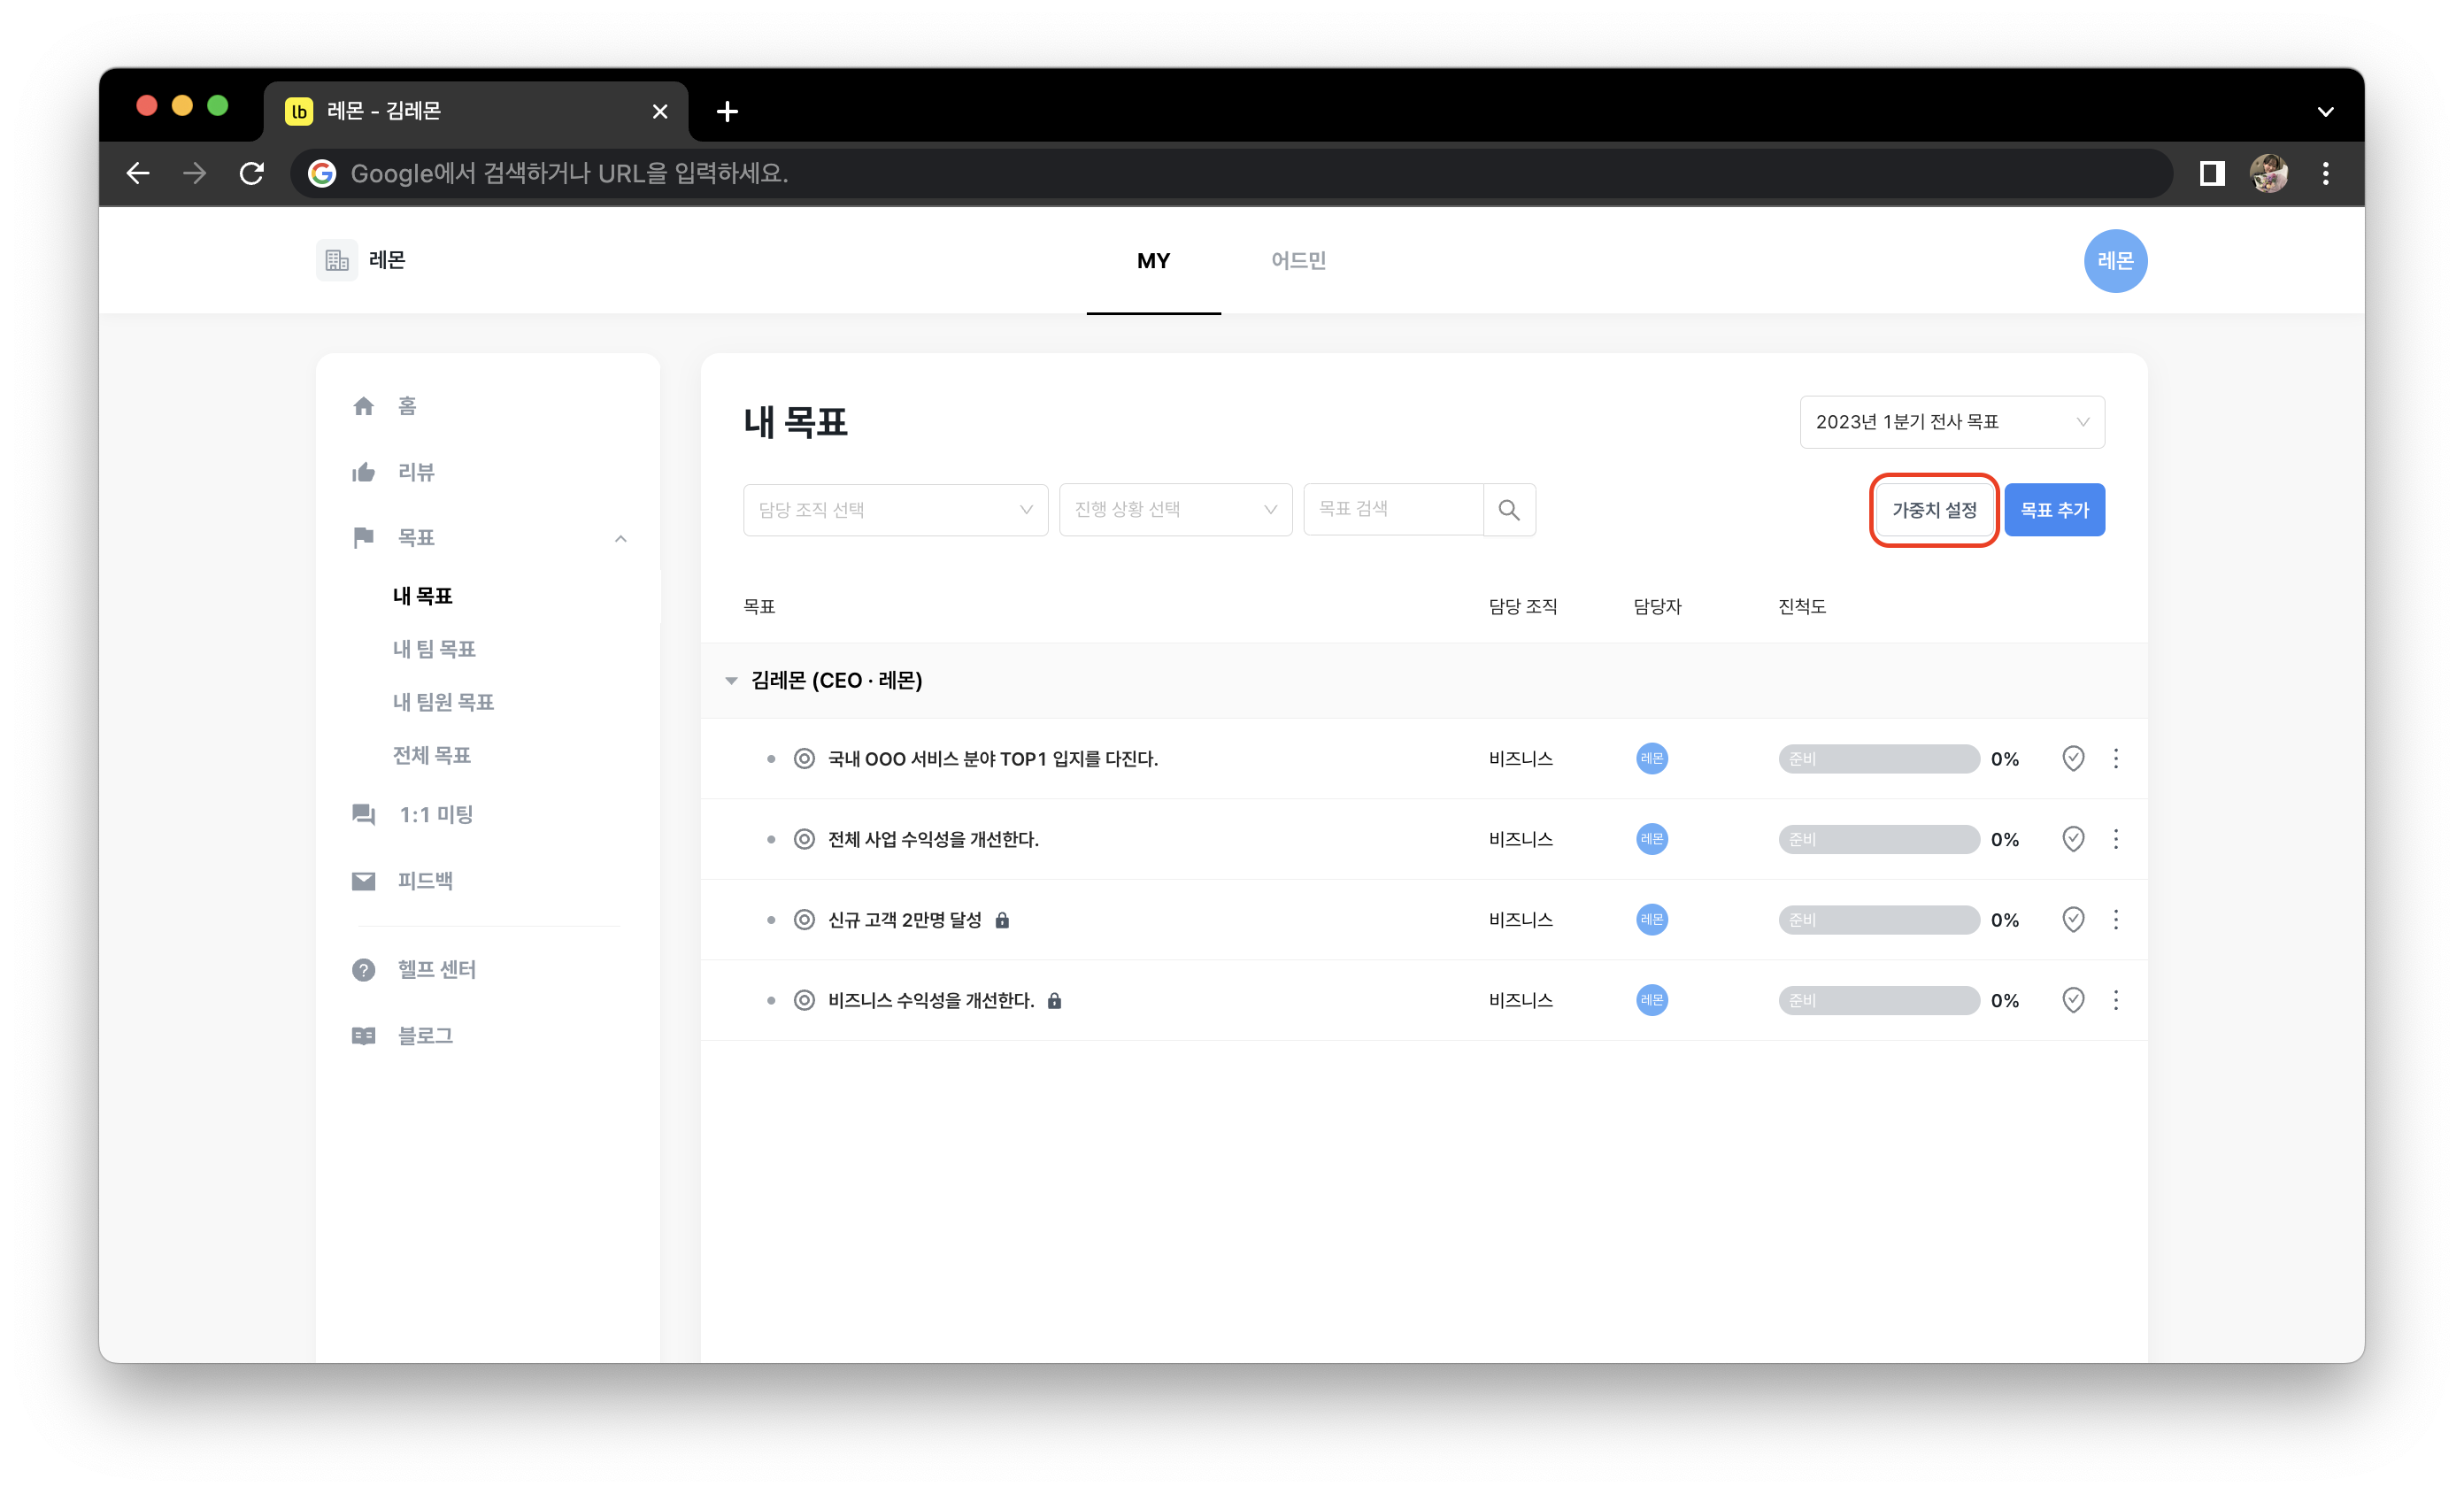 lb 레몬 - 김레몬
Google에서 검색하거나 URL을 입력하세요.
레몬 MY 어드민 레몬
홈
리뷰
목표
내 목표
내 팀 목표
내 팀원 목표
전체 목표
1:1 미팅
피드백
헬프 센터
블로그
내 목표 2023년 1분기 전사 목표
담당 조직 선택 진행 상황 선택 목표 검색 가중치 설정 목표 추가
목표 담당 조직 담당자 진척도
김레몬 (CEO · 레몬)
국내 OOO 서비스 분야 TOP1 입지를 다진다. 비즈니스 레몬 준비 0%
전체 사업 수익성을 개선한다. 비즈니스 레몬 준비 0%
신규 고객 2만명 달성 비즈니스 레몬 준비 0%
비즈니스 수익성을 개선한다. 비즈니스 레몬 준비 0%